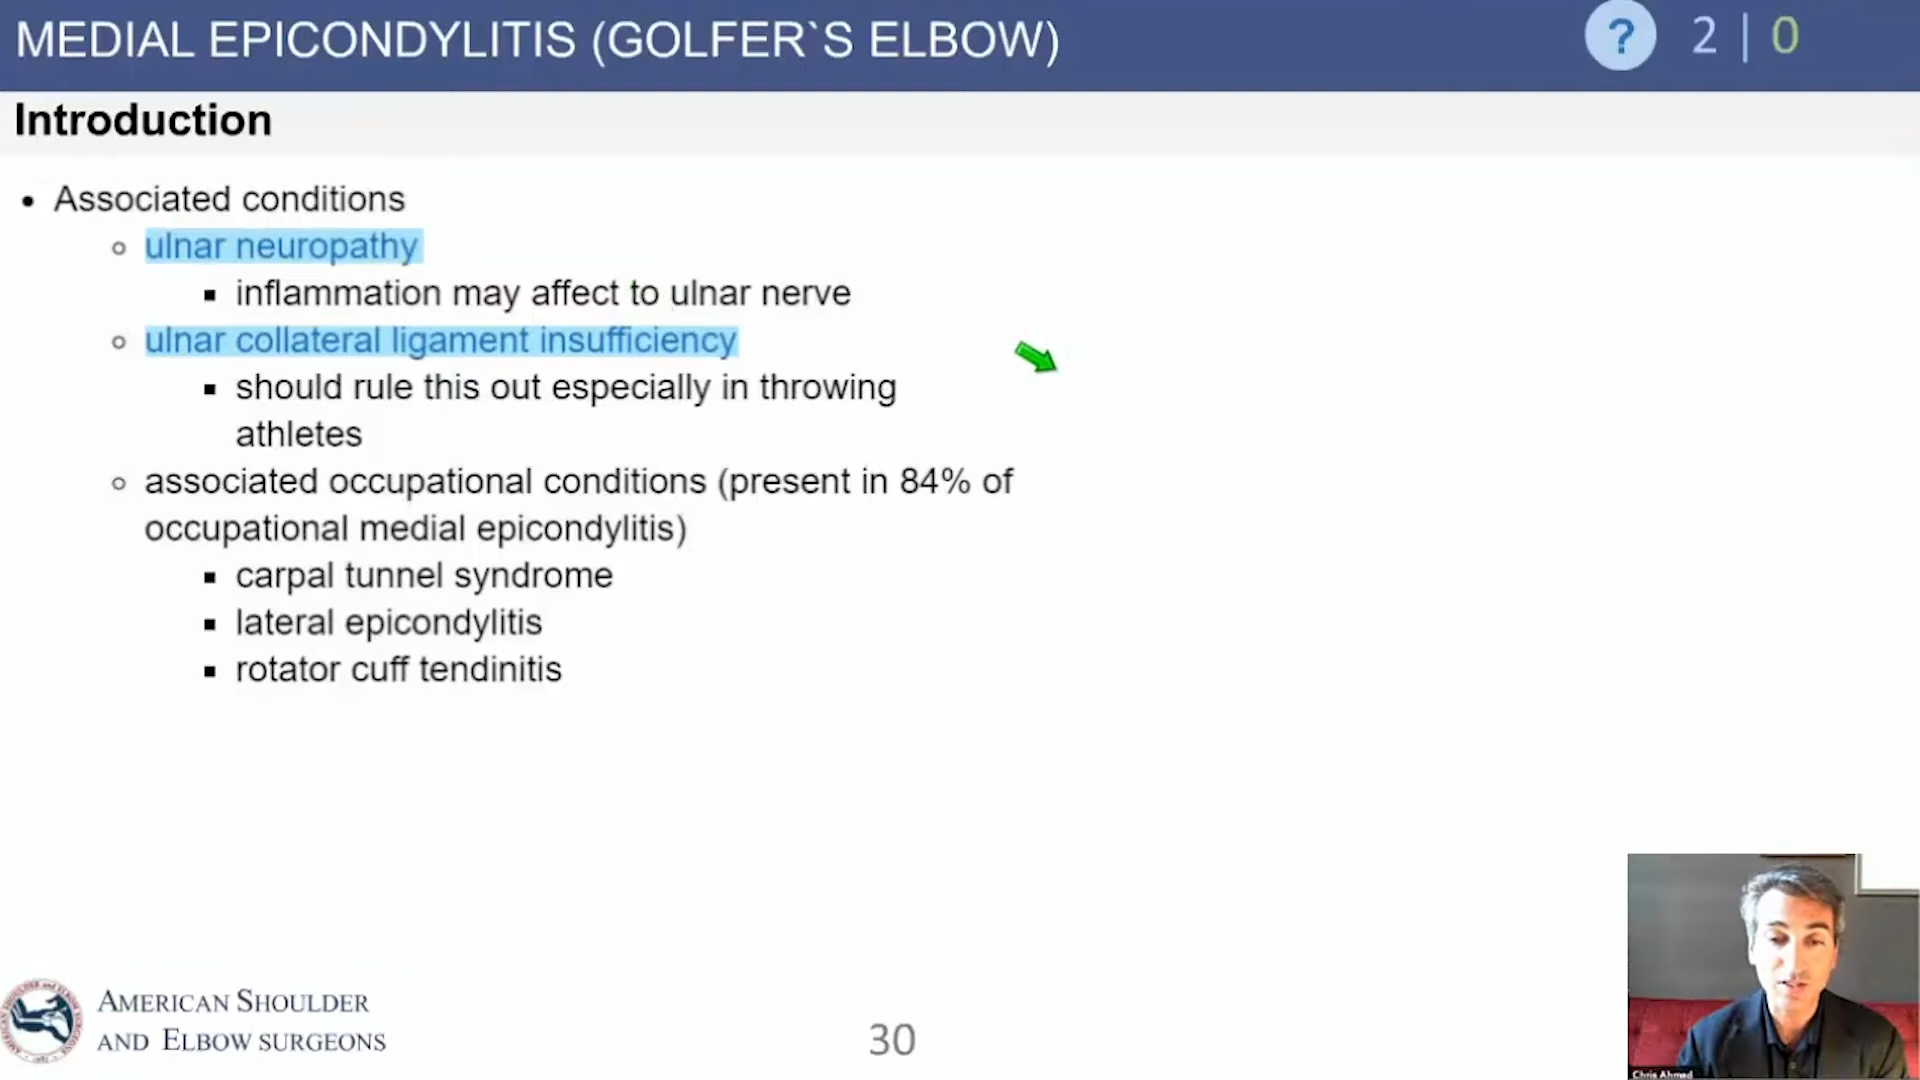 MEDIAL EPICONDYLITIS (GOLFER`S ELBOW)
? 2 | 0
Introduction
• Associated conditions
ulnar neuropathy
inflammation may affect to ulnar nerve
ulnar collateral ligament insufficiency
should rule this out especially in throwing
athletes
associated occupational conditions (present in 84% of
occupational medial epicondylitis)
carpal tunnel syndrome
lateral epicondylitis
rotator cuff tendinitis
AMERICAN SHOULDER
AND ELBOW SURGEONS
30
Chris Ahmad